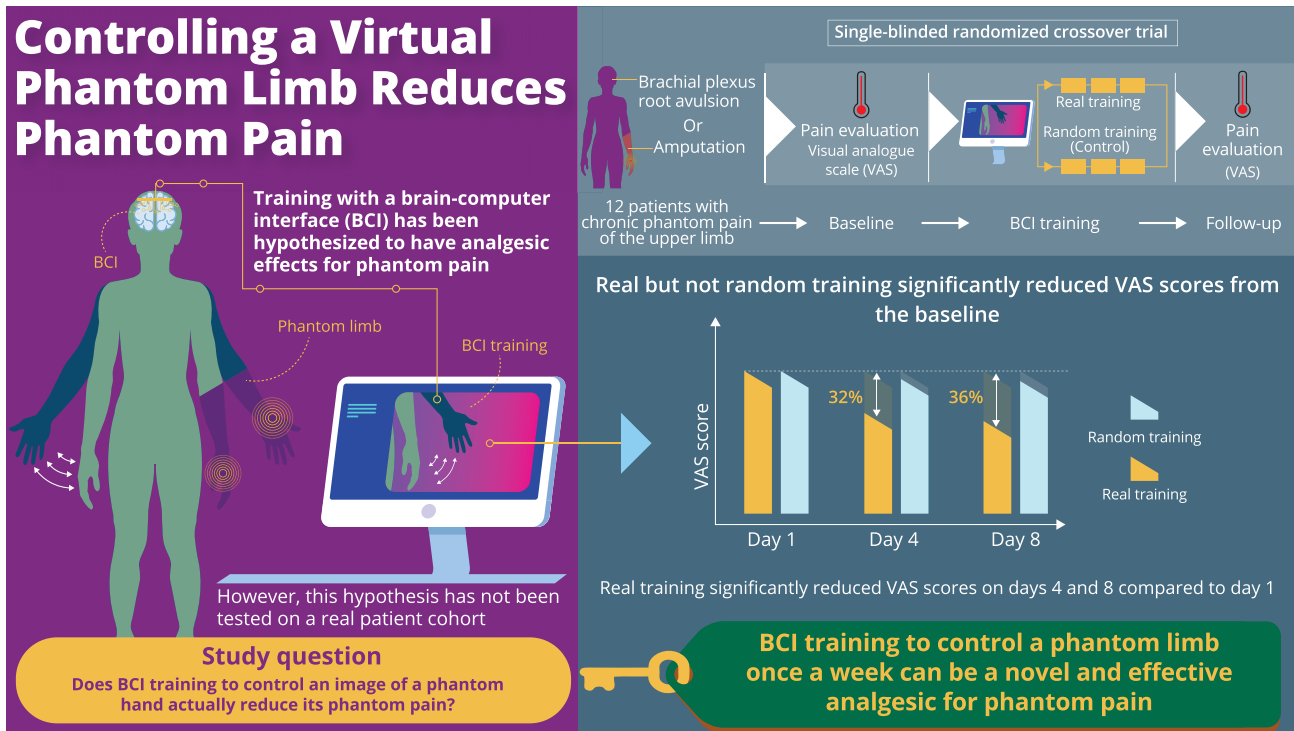 Controlling a Virtual
Phantom Limb Reduces
Phantom Pain
Training with a brain-computer
interface (BCI) has been
hypothesized to have analgesic
effects for phantom pain
BCI
Phantom limb
BCI training
However, this hypothesis has not been
tested on a real patient cohort
Study question
Does BCI training to control an image of a phantom
hand actually reduce its phantom pain?
Single-blinded randomized crossover trial
Brachial plexus
root avulsion
Or
Amputation
Pain evaluation
Visual analogue
scale (VAS)
Real training
Random training
(Control)
Pain
evaluation
(VAS)
12 patients with
chronic phantom pain
of the upper limb
Baseline
BCI training
Follow-up
Real but not random training significantly reduced VAS scores from
the baseline
VAS score
32%
36%
Day 1
Day 4
Day 8
Random training
Real training
Real training significantly reduced VAS scores on days 4 and 8 compared to day 1
BCI training to control a phantom limb
once a week can be a novel and effective
analgesic for phantom pain